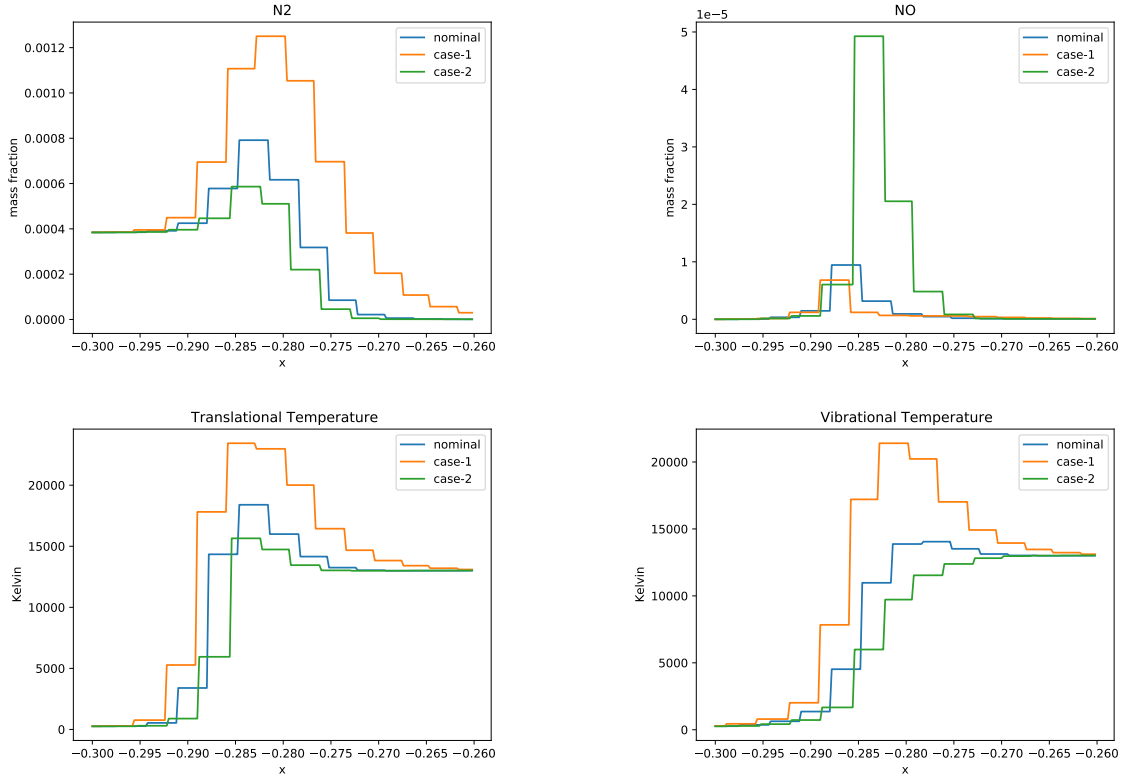 N2
nominal
case-1
case-2
mass fraction
0.0012
0.0010
0.0008
0.0006
0.0004
0.0002
0.0000
−0.300 −0.295 −0.290 −0.285 −0.280 −0.275 −0.270 −0.265 −0.260
x
NO
1e−5
nominal
case-1
case-2
mass fraction
5
4
3
2
1
0
−0.300 −0.295 −0.290 −0.285 −0.280 −0.275 −0.270 −0.265 −0.260
x
Translational Temperature
nominal
case-1
case-2
Kelvin
20000
15000
10000
5000
0
−0.300 −0.295 −0.290 −0.285 −0.280 −0.275 −0.270 −0.265 −0.260
x
Vibrational Temperature
nominal
case-1
case-2
Kelvin
20000
15000
10000
5000
0
−0.300 −0.295 −0.290 −0.285 −0.280 −0.275 −0.270 −0.265 −0.260
x